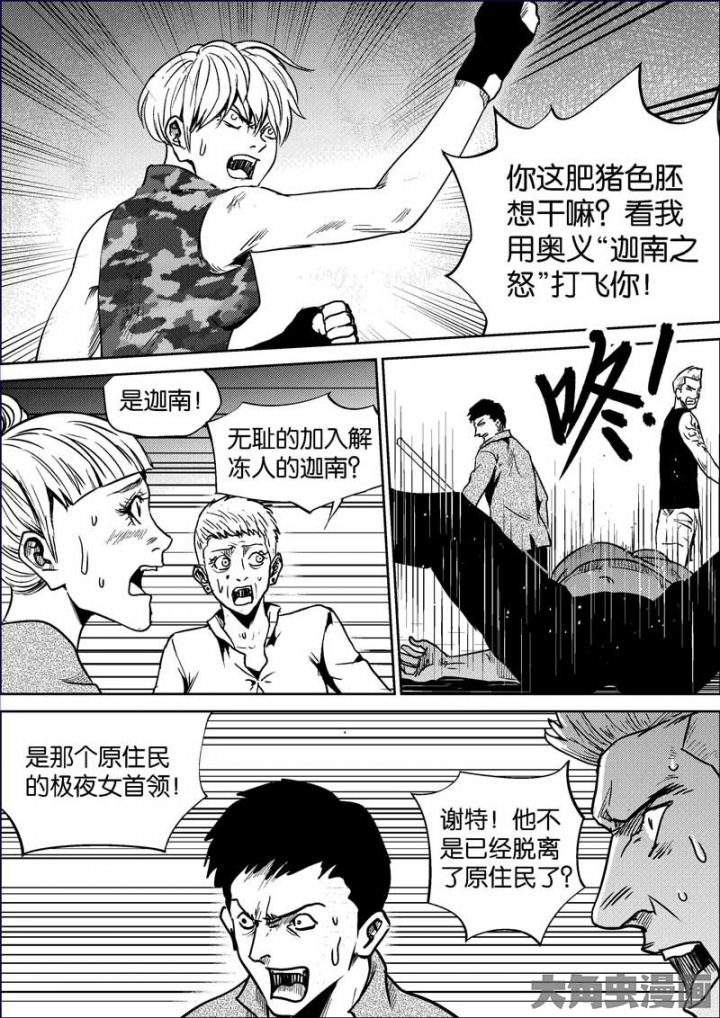 你这肥猪色胚
想干嘛？看我
用奥义“迦南之
怒”打飞你！
咚！
是迦南！
无耻的加入解
冻人的迦南？
是那个原住民
的极夜女首领！
谢特！他不
是已经脱离
了原住民了？
大角虫漫画